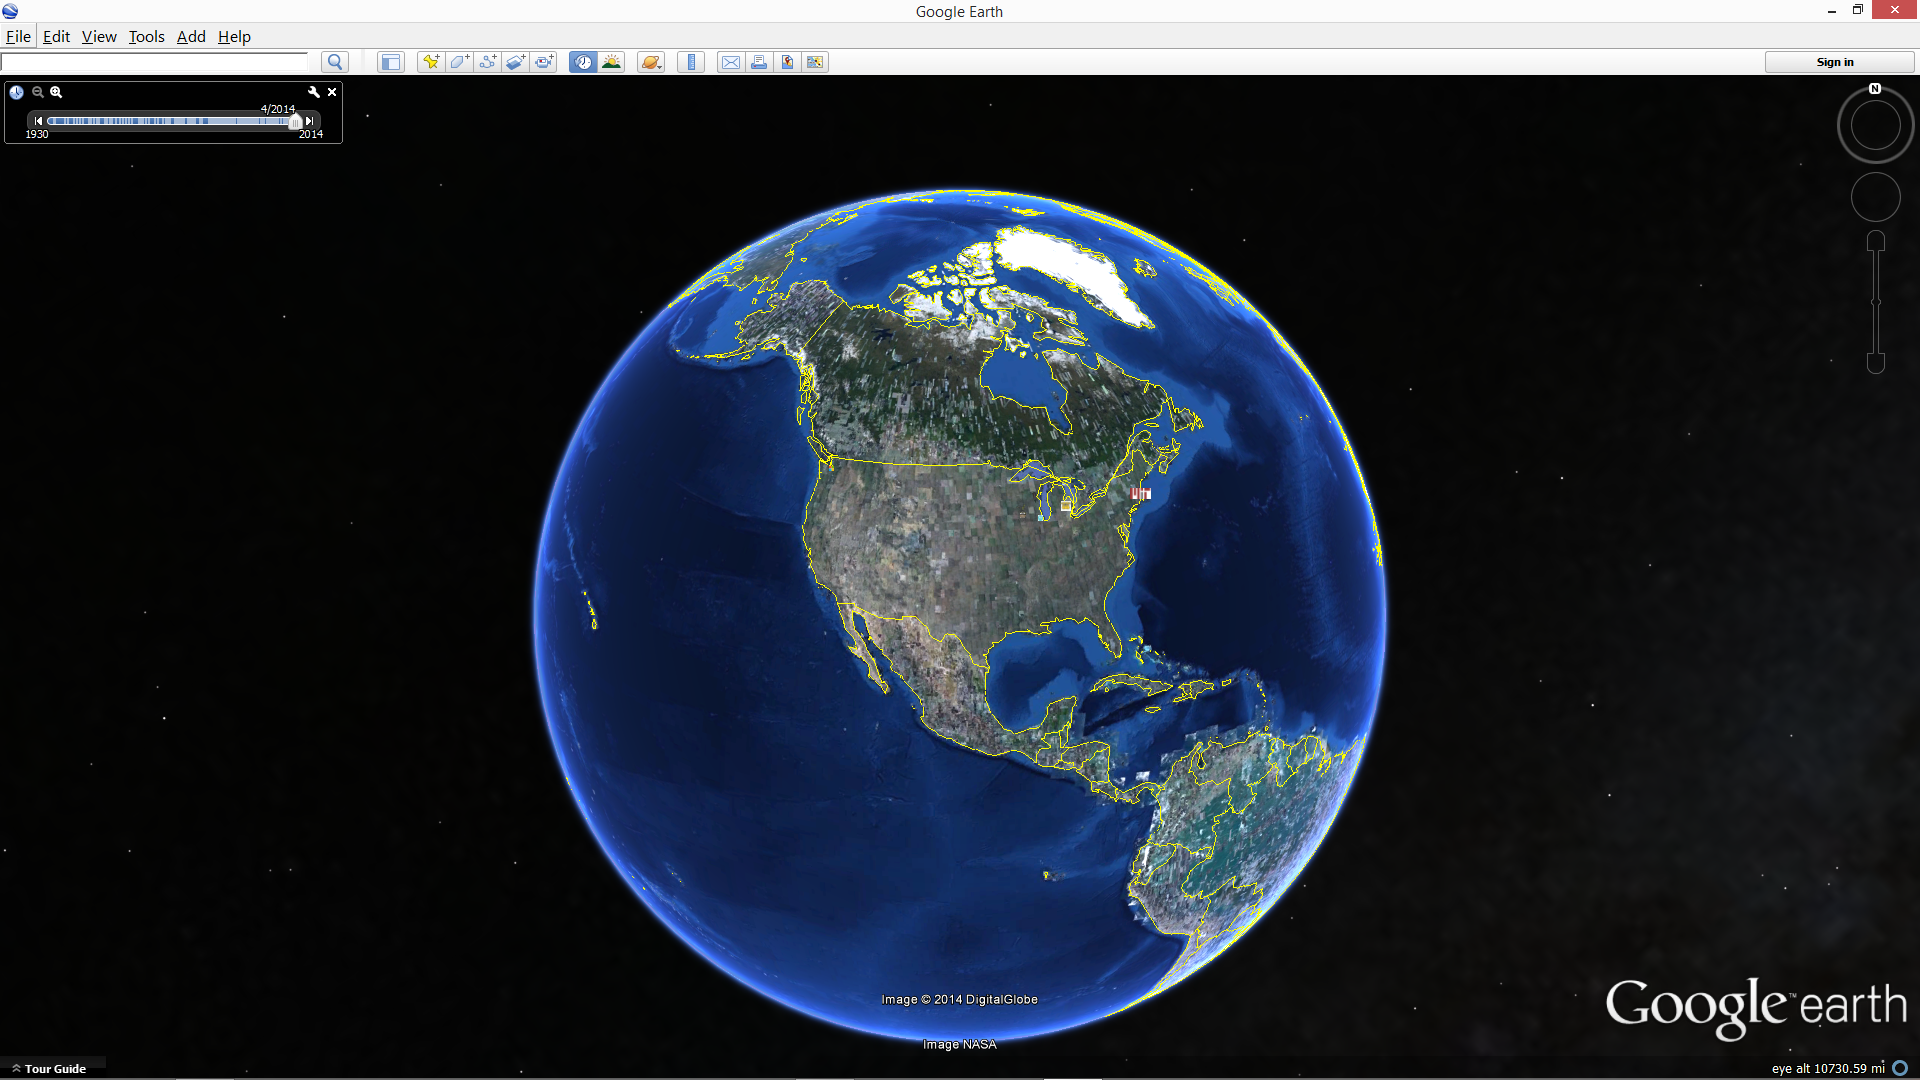 Google Earth
File Edit View Tools Add Help
Sign in
4/2014
1930 2014
N
Image © 2014 DigitalGlobe
Image NASA
Google™ earth
Tour Guide
eye alt 10730.59 mi